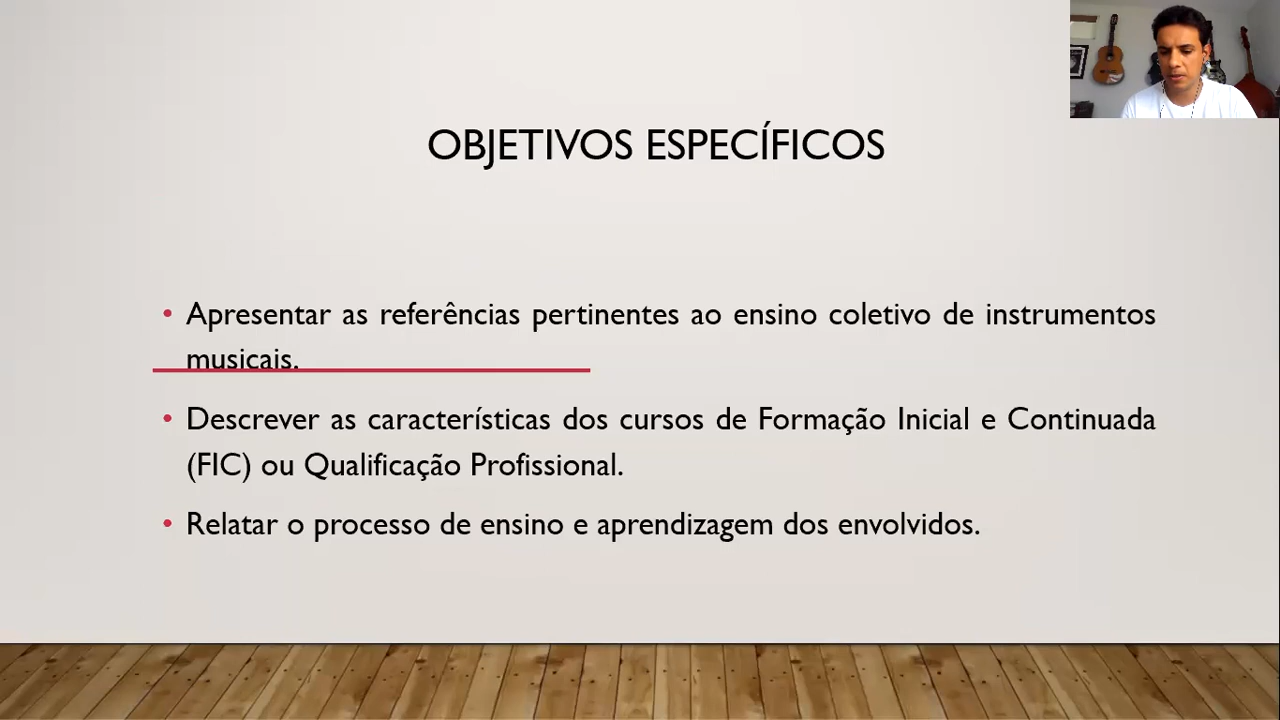 OBJETIVOS ESPECÍFICOS
• Apresentar as referências pertinentes ao ensino coletivo de instrumentos
musicais.
• Descrever as características dos cursos de Formação Inicial e Continuada
(FIC) ou Qualificação Profissional.
• Relatar o processo de ensino e aprendizagem dos envolvidos.